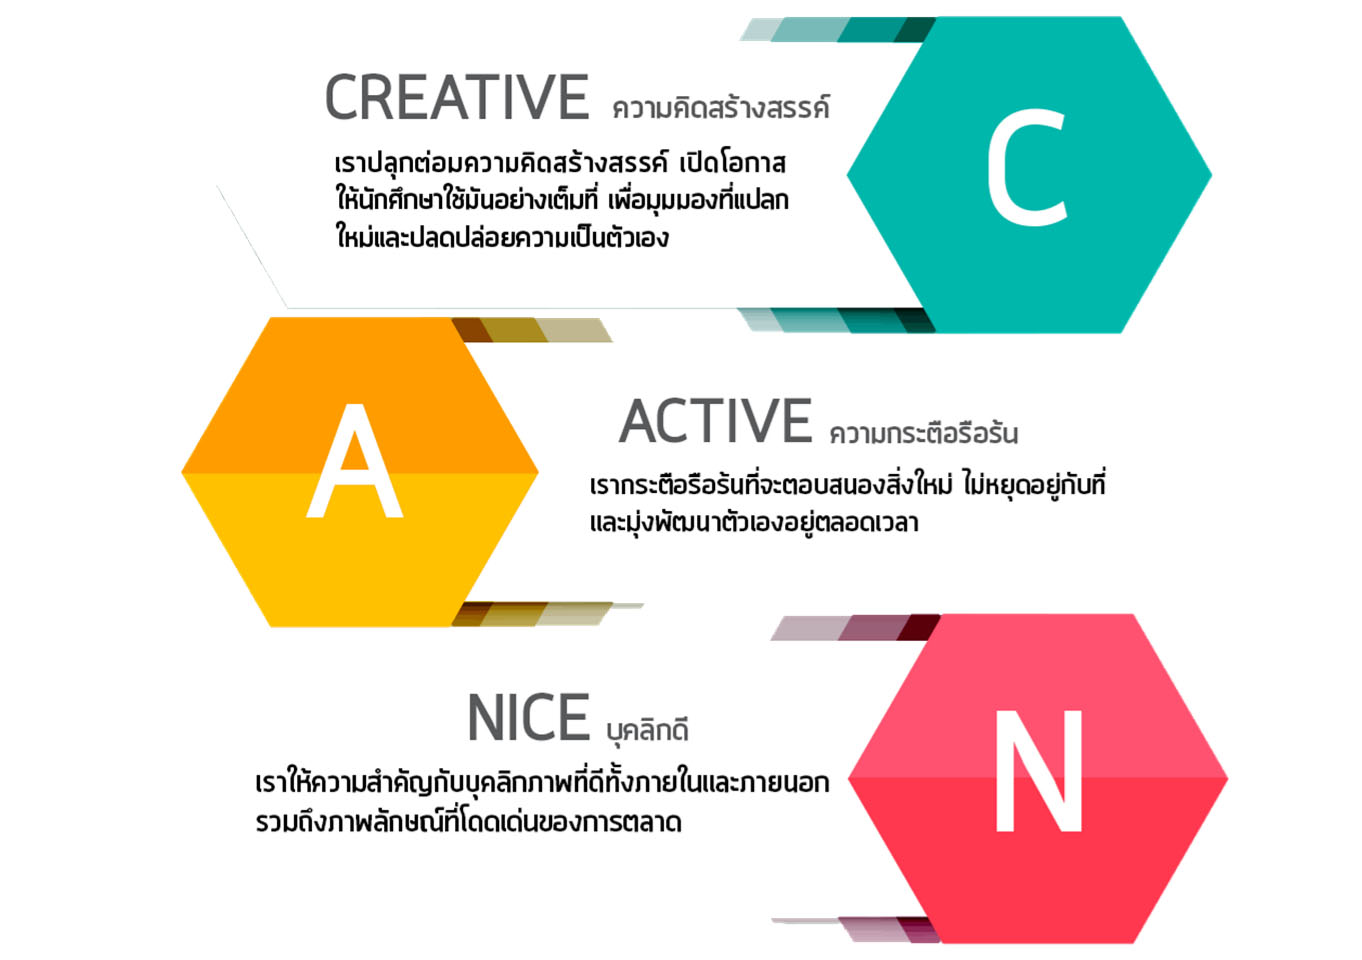 CREATIVE ความคิดสร้างสรรค์
C
เราปลุกต่อมความคิดสร้างสรรค์ เปิดโอกาส
ให้นักศึกษาใช้มันอย่างเต็มที่ เพื่อมุมมองที่แปลก
ใหม่และปลดปล่อยความเป็นตัวเอง
A
ACTIVE ความกระตือรือร้น
เรากระตือรือร้นที่จะตอบสนองสิ่งใหม่ ไม่หยุดอยู่กับที่
และมุ่งพัฒนาตัวเองอยู่ตลอดเวลา
NICE บุคลิกดี
N
เราให้ความสำคัญกับบุคลิกภาพที่ดีทั้งภายในและภายนอก
รวมถึงภาพลักษณ์ที่โดดเด่นของการตลาด